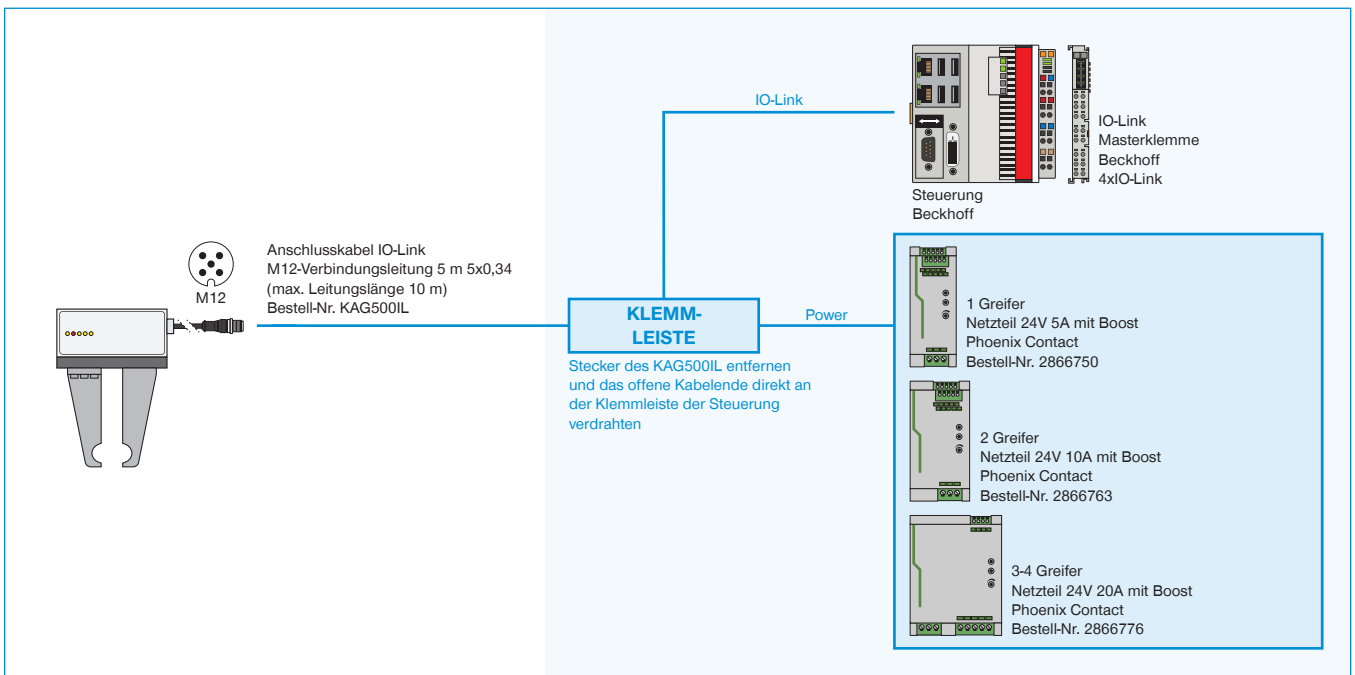 IO-Link
IO-Link
Masterklemme
Beckhoff
4xIO-Link
Steuerung
Beckhoff
M12
Anschlusskabel IO-Link
M12-Verbindungsleitung 5 m 5x0,34
(max. Leitungslänge 10 m)
Bestell-Nr. KAG500IL
KLEMM-
LEISTE
Power
Stecker des KAG500IL entfernen
und das offene Kabelende direkt an
der Klemmleiste der Steuerung
verdrahten
1 Greifer
Netzteil 24V 5A mit Boost
Phoenix Contact
Bestell-Nr. 2866750
2 Greifer
Netzteil 24V 10A mit Boost
Phoenix Contact
Bestell-Nr. 2866763
3-4 Greifer
Netzteil 24V 20A mit Boost
Phoenix Contact
Bestell-Nr. 2866776